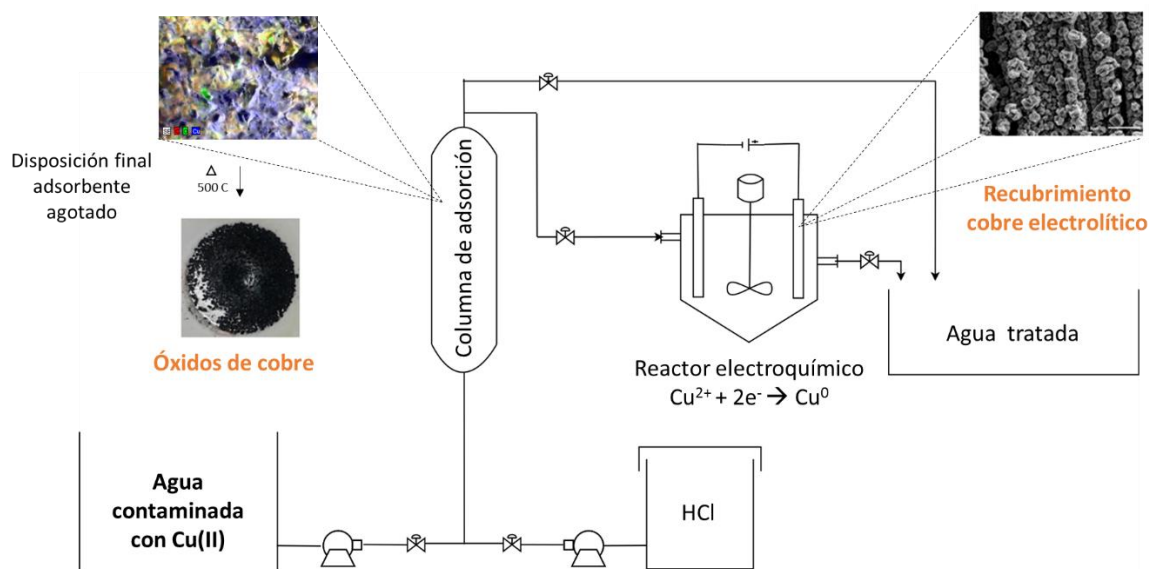 Disposición final
adsorbente
agotado
Δ
500 C
Óxidos de cobre
Columna de adsorción
Recubrimiento
cobre electrolítico
Reactor electroquímico
Cu²⁺ + 2e⁻ → Cu⁰
Agua tratada
Agua
contaminada
con Cu(II)
HCl